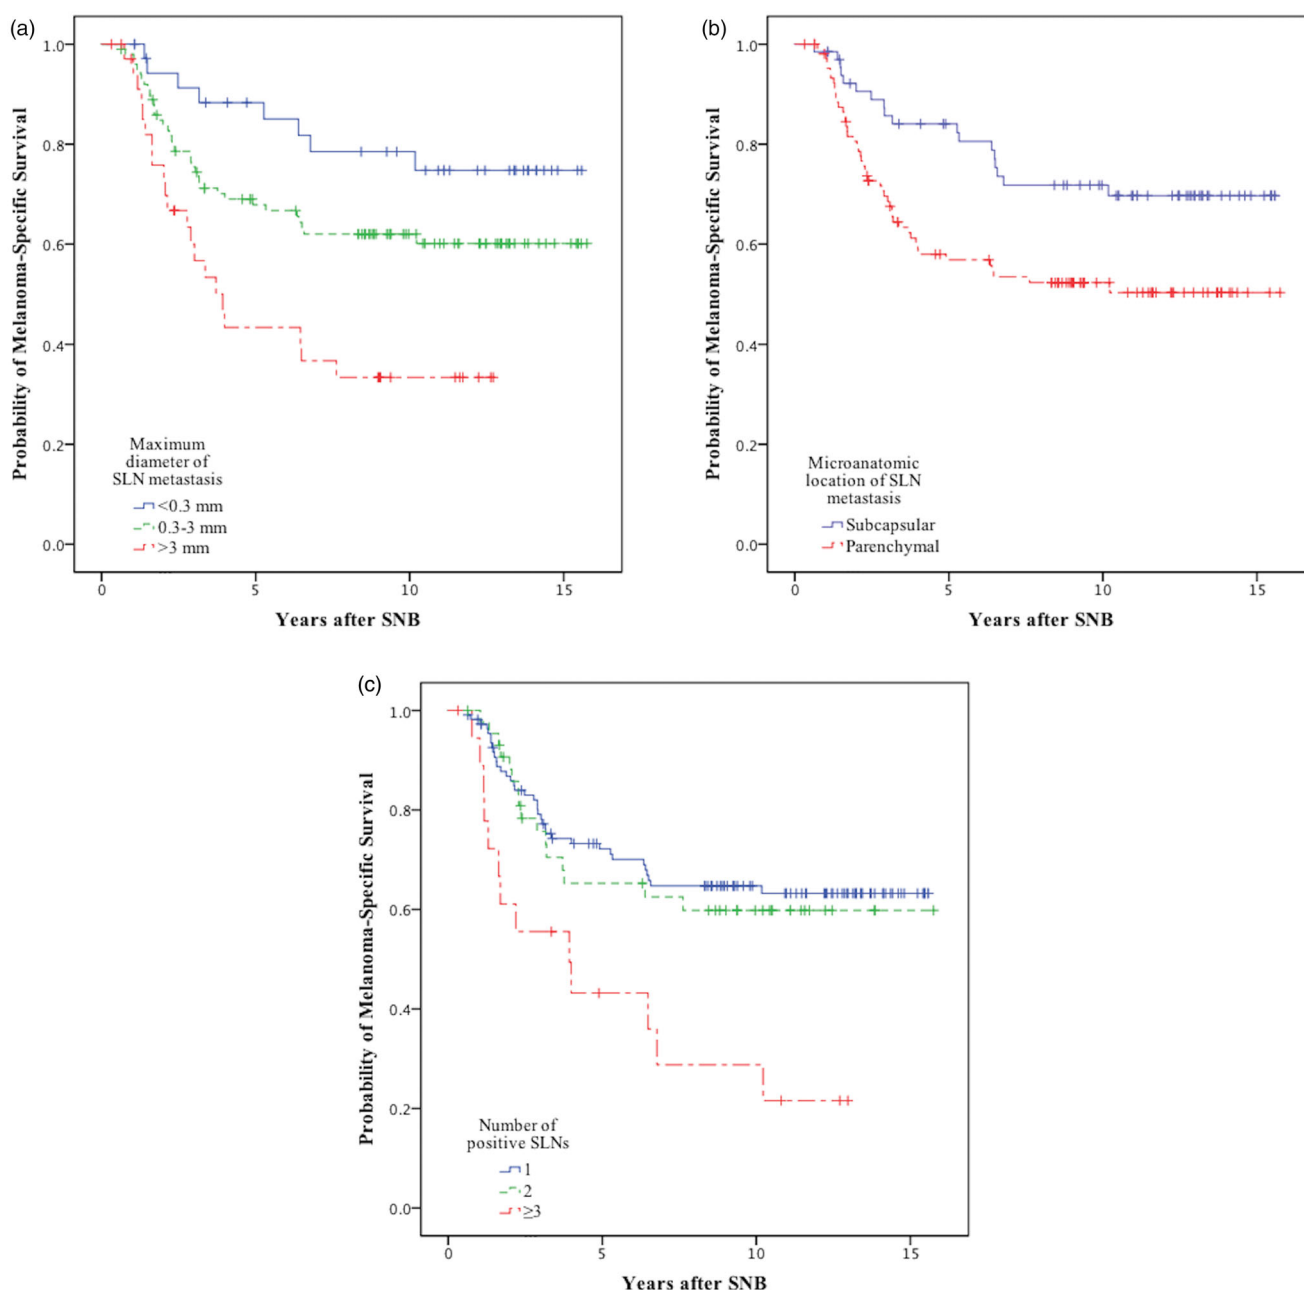 (a)
Probability of Melanoma-Specific Survival
1.0
0.8
0.6
0.4
0.2
0.0
Maximum
diameter of
SLN metastasis
<0.3 mm
0.3-3 mm
>3 mm
0 5 10 15
Years after SNB
(b)
Probability of Melanoma-Specific Survival
1.0
0.8
0.6
0.4
0.2
0.0
Microanatomic
location of SLN
metastasis
Subcapsular
Parenchymal
0 5 10 15
Years after SNB
(c)
Probability of Melanoma-Specific Survival
1.0
0.8
0.6
0.4
0.2
0.0
Number of
positive SLNs
1
2
≥3
0 5 10 15
Years after SNB